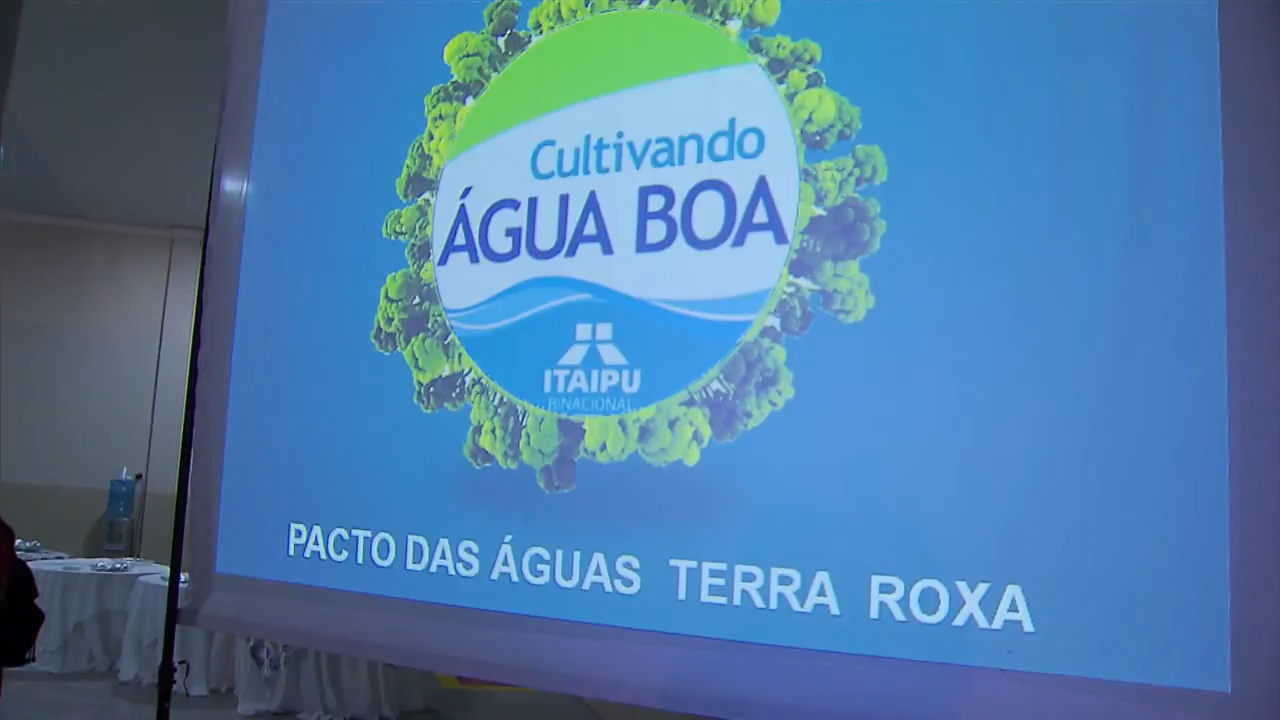 Cultivando
ÁGUA BOA
ITAIPU
BINACIONAL
PACTO DAS ÁGUAS TERRA ROXA